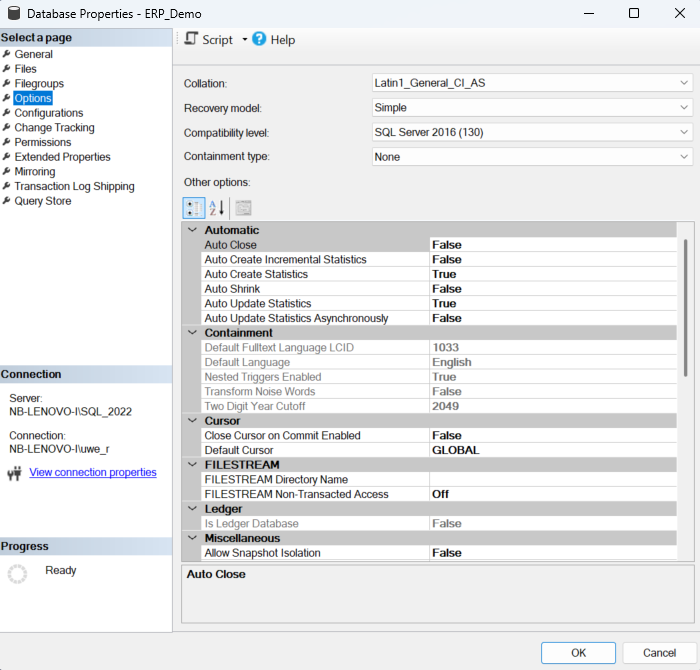 Database Properties - ERP_Demo
Select a page
General
Files
Filegroups
Options
Configurations
Change Tracking
Permissions
Extended Properties
Mirroring
Transaction Log Shipping
Query Store
Connection
Server:
NB-LENOVO-I\SQL_2022
Connection:
NB-LENOVO-I\uwe_r
View connection properties
Progress
Ready
Script Help
Collation: Latin1_General_CI_AS
Recovery model: Simple
Compatibility level: SQL Server 2016 (130)
Containment type: None
Other options:
A
Z
Automatic
Auto Close False
Auto Create Incremental Statistics False
Auto Create Statistics True
Auto Shrink False
Auto Update Statistics True
Auto Update Statistics Asynchronously False
Containment
Default Fulltext Language LCID 1033
Default Language English
Nested Triggers Enabled True
Transform Noise Words False
Two Digit Year Cutoff 2049
Cursor
Close Cursor on Commit Enabled False
Default Cursor GLOBAL
FILESTREAM
FILESTREAM Directory Name
FILESTREAM Non-Transacted Access Off
Ledger
Is Ledger Database False
Miscellaneous
Allow Snapshot Isolation False
Auto Close
OK Cancel